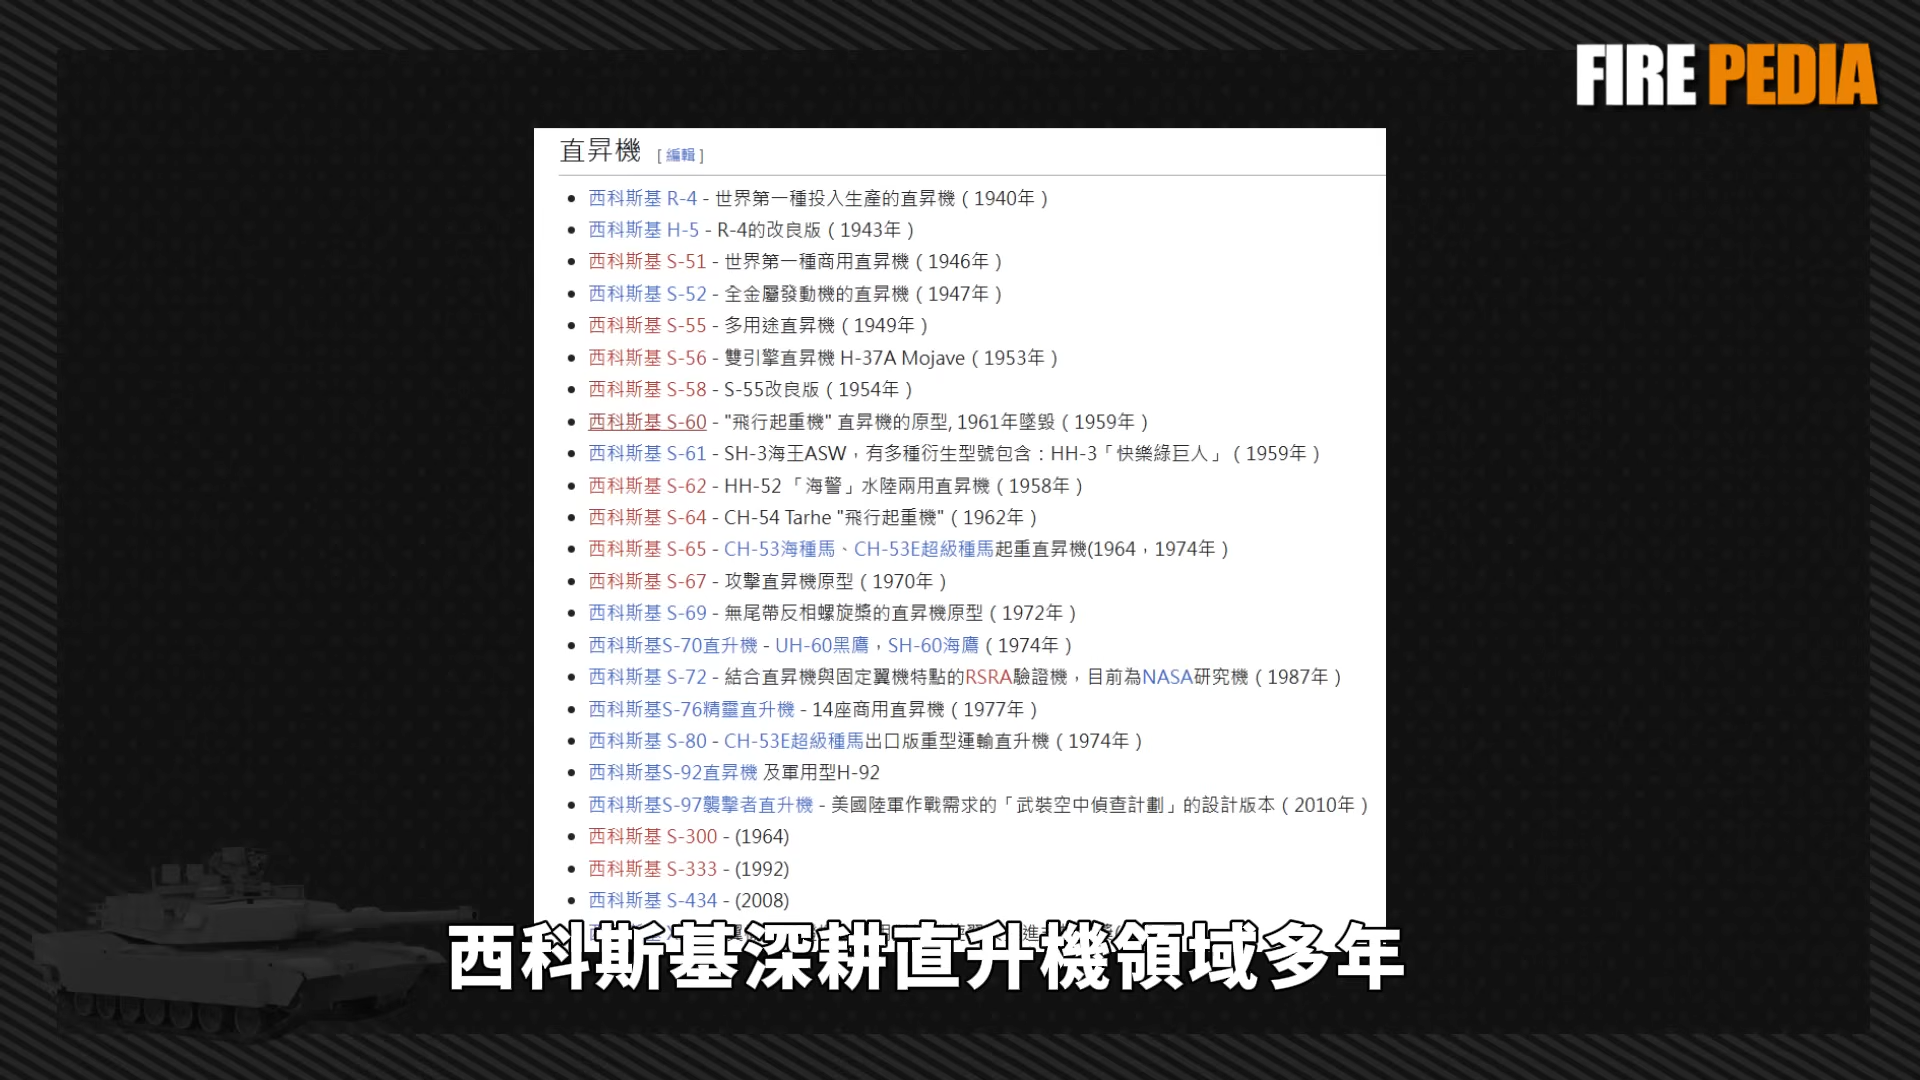 FIRE PEDIA
直昇機 [ 編輯 ]
西科斯基 R-4 - 世界第一種投入生產的直昇機 ( 1940年 )
西科斯基 H-5 - R-4的改良版 ( 1943年 )
西科斯基 S-51 - 世界第一種商用直昇機 ( 1946年 )
西科斯基 S-52 - 全金屬發動機的直昇機 ( 1947年 )
西科斯基 S-55 - 多用途直昇機 ( 1949年 )
西科斯基 S-56 - 雙引擎直昇機 H-37A Mojave ( 1953年 )
西科斯基 S-58 - S-55改良版 ( 1954年 )
西科斯基 S-60 - "飛行起重機" 直昇機的原型, 1961年墜毀 ( 1959年 )
西科斯基 S-61 - SH-3海王ASW，有多種衍生型號包含：HH-3「快樂綠巨人」 ( 1959年 )
西科斯基 S-62 - HH-52 「海警」水陸兩用直昇機 ( 1958年 )
西科斯基 S-64 - CH-54 Tarhe "飛行起重機" ( 1962年 )
西科斯基 S-65 - CH-53海種馬、CH-53E超級種馬起重直昇機(1964，1974年 )
西科斯基 S-67 - 攻擊直昇機原型 ( 1970年 )
西科斯基 S-69 - 無尾帶反相螺旋槳的直昇機原型 ( 1972年 )
西科斯基S-70直升機 - UH-60黑鷹，SH-60海鷹 ( 1974年 )
西科斯基 S-72 - 結合直昇機與固定翼機特點的RSRA驗證機，目前為NASA研究機 ( 1987年 )
西科斯基S-76精靈直升機 - 14座商用直昇機 ( 1977年 )
西科斯基 S-80 - CH-53E超級種馬出口版重型運輸直升機 ( 1974年 )
西科斯基S-92直昇機 及軍用型H-92
西科斯基S-97襲擊者直升機 - 美國陸軍作戰需求的「武裝空中偵查計劃」的設計版本 ( 2010年 )
西科斯基 S-300 - (1964)
西科斯基 S-333 - (1992)
西科斯基 S-434 - (2008)
西科斯基深耕直升機領域多年